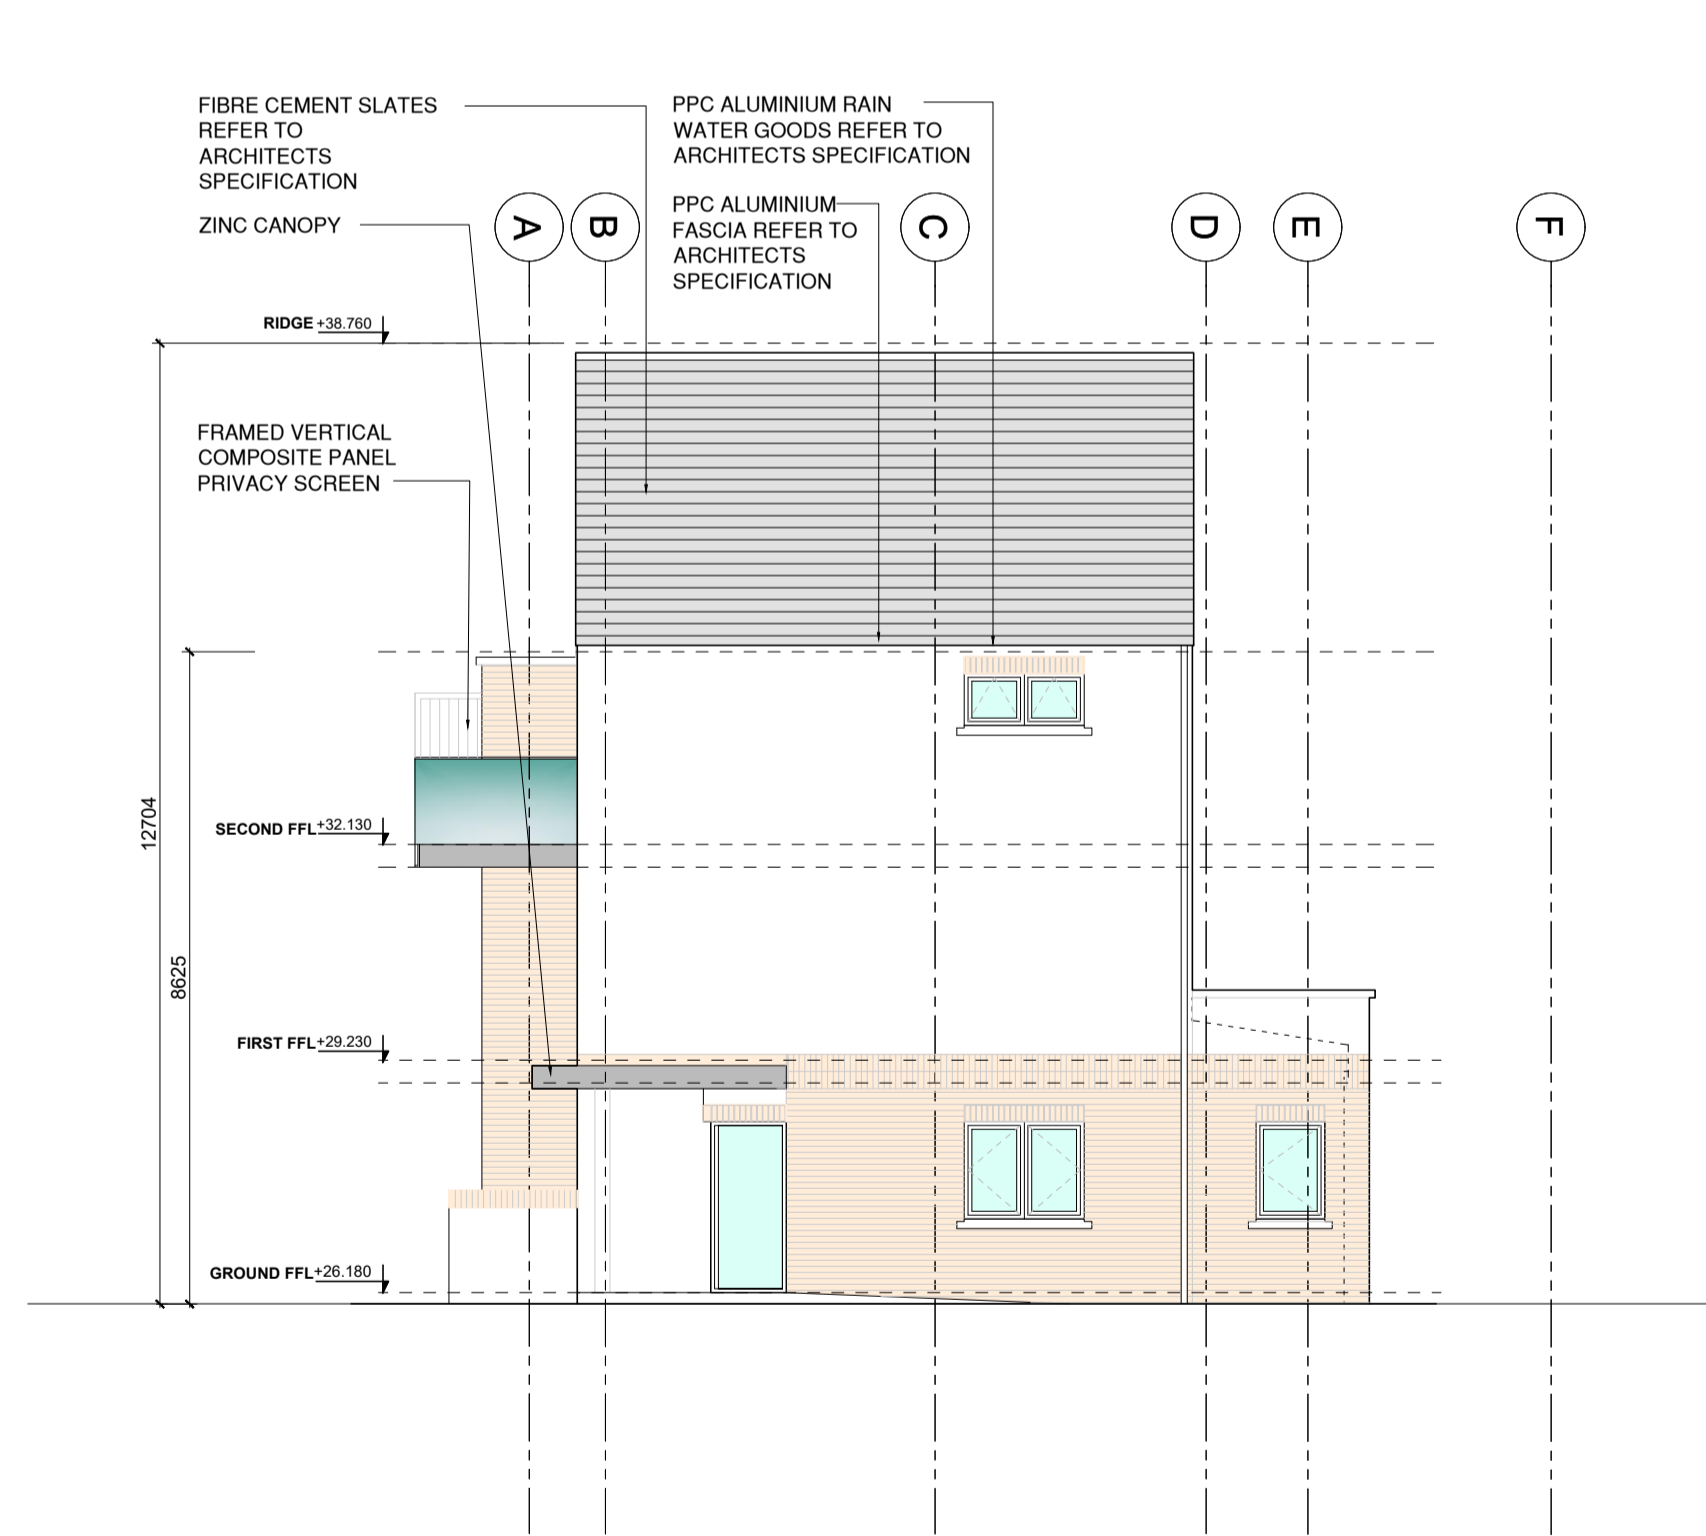 FIBRE CEMENT SLATES
REFER TO
ARCHITECTS
SPECIFICATION
ZINC CANOPY
PPC ALUMINIUM RAIN
WATER GOODS REFER TO
ARCHITECTS SPECIFICATION
PPC ALUMINIUM
FASCIA REFER TO
ARCHITECTS
SPECIFICATION
A
B
C
D
E
F
RIDGE +38.760
FRAMED VERTICAL
COMPOSITE PANEL
PRIVACY SCREEN
12704
SECOND FFL +32.130
8625
FIRST FFL +29.230
GROUND FFL +26.180